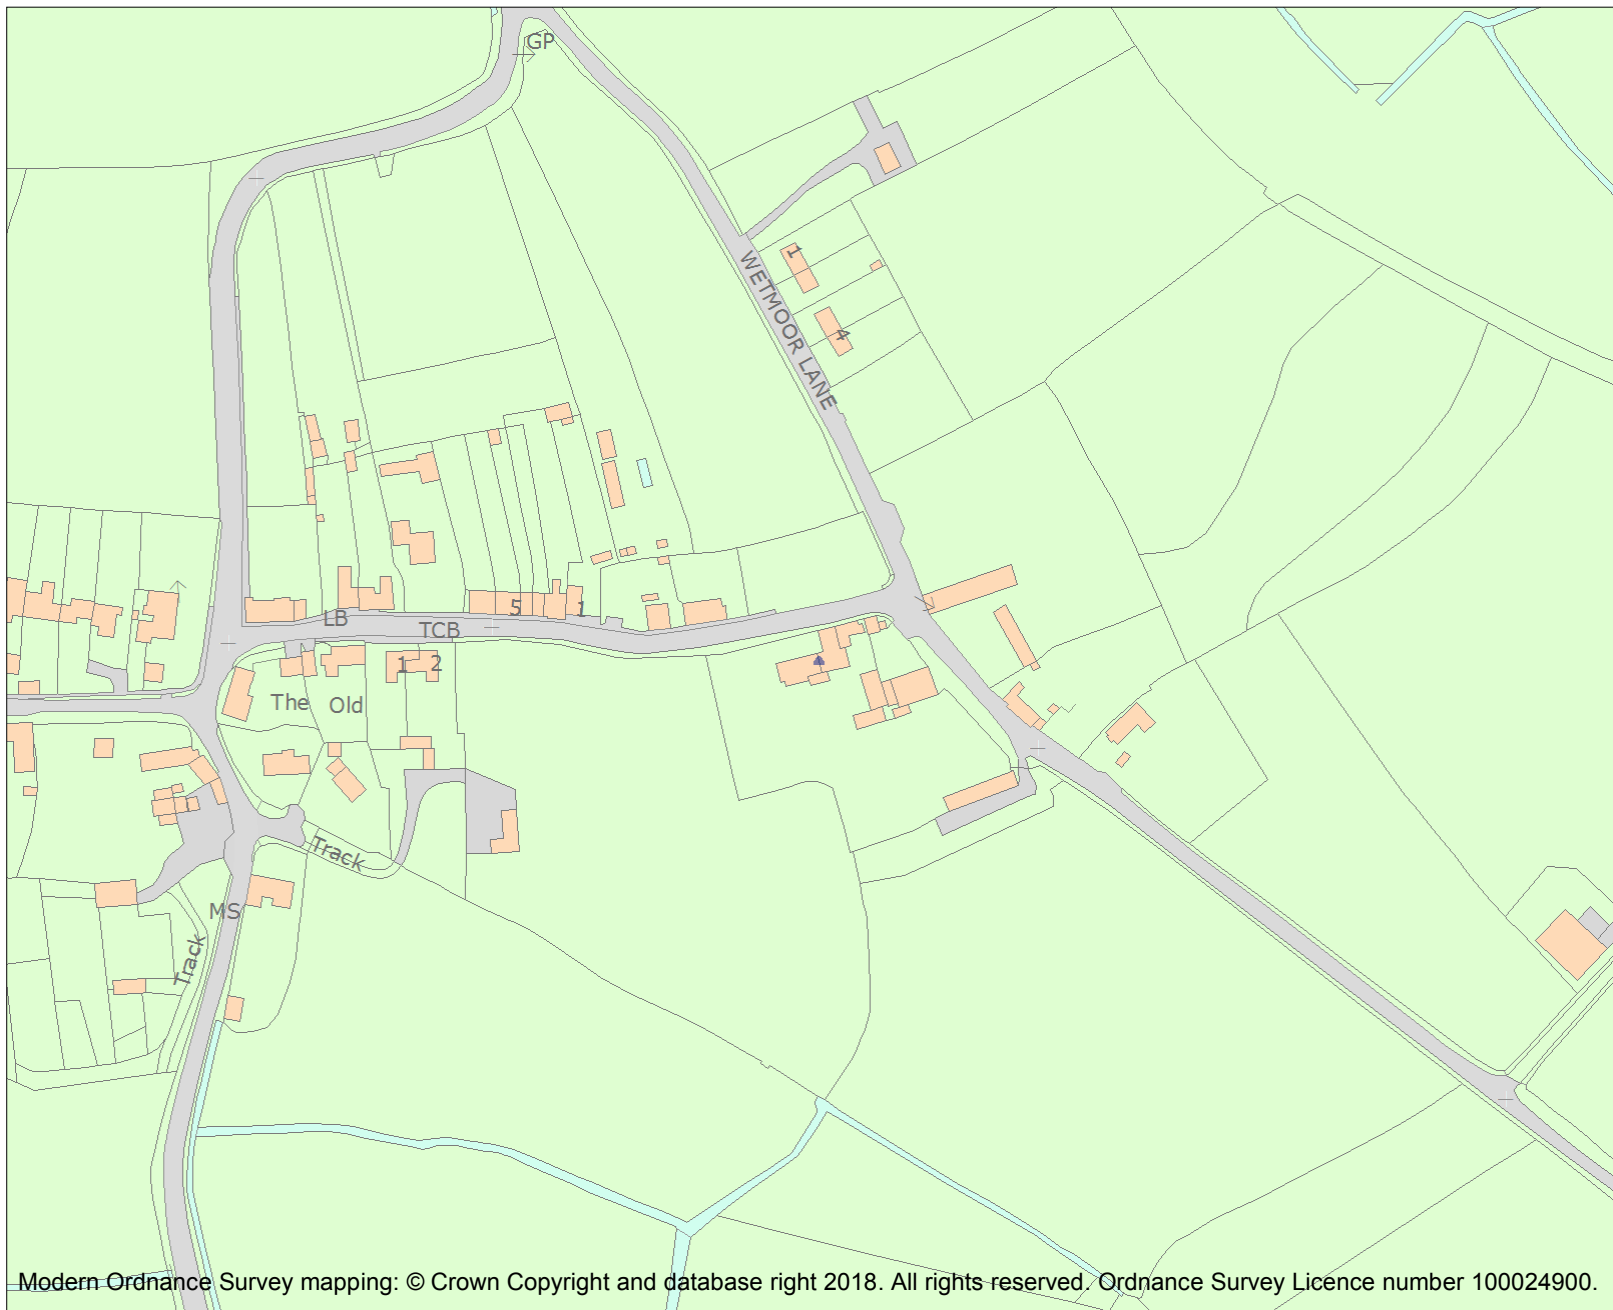 GP
WETMOOR LANE
1
4
5
1
LB
TCB
1 2
The Old
Track
MS
Track
Modern Ordnance Survey mapping: © Crown Copyright and database right 2018. All rights reserved. Ordnance Survey Licence number 100024900.